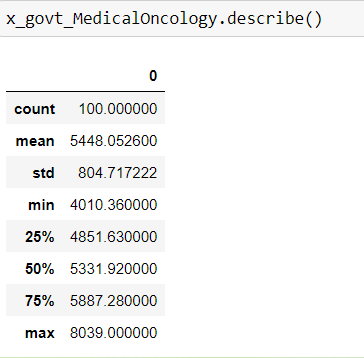 x_govt_MedicalOncology.describe()
0
count 100.000000
mean 5448.052600
std 804.717222
min 4010.360000
25% 4851.630000
50% 5331.920000
75% 5887.280000
max 8039.000000